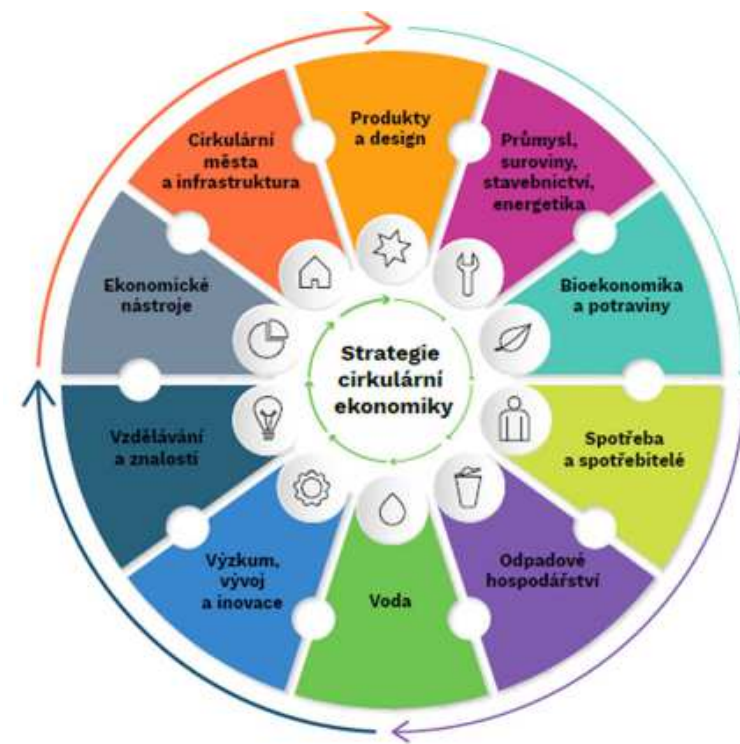 Produkty
a design
Průmysl,
suroviny,
stavebnictví,
energetika
Bioekonomika
a potraviny
Spotřeba
a spotřebitelé
Odpadové
hospodářství
Voda
Výzkum,
vývoj
a inovace
Vzdělávání
a znalosti
Ekonomické
nástroje
Cirkulární
města
a infrastruktura
Strategie
cirkulární
ekonomiky